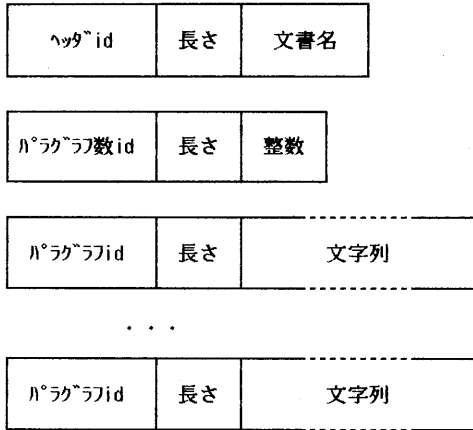 ﾍｯﾀﾞid 長さ 文書名
ﾊﾟﾗｸﾞﾗﾌ数id 長さ 整数
ﾊﾟﾗｸﾞﾗﾌid 長さ 文字列
・・・
ﾊﾟﾗｸﾞﾗﾌid 長さ 文字列